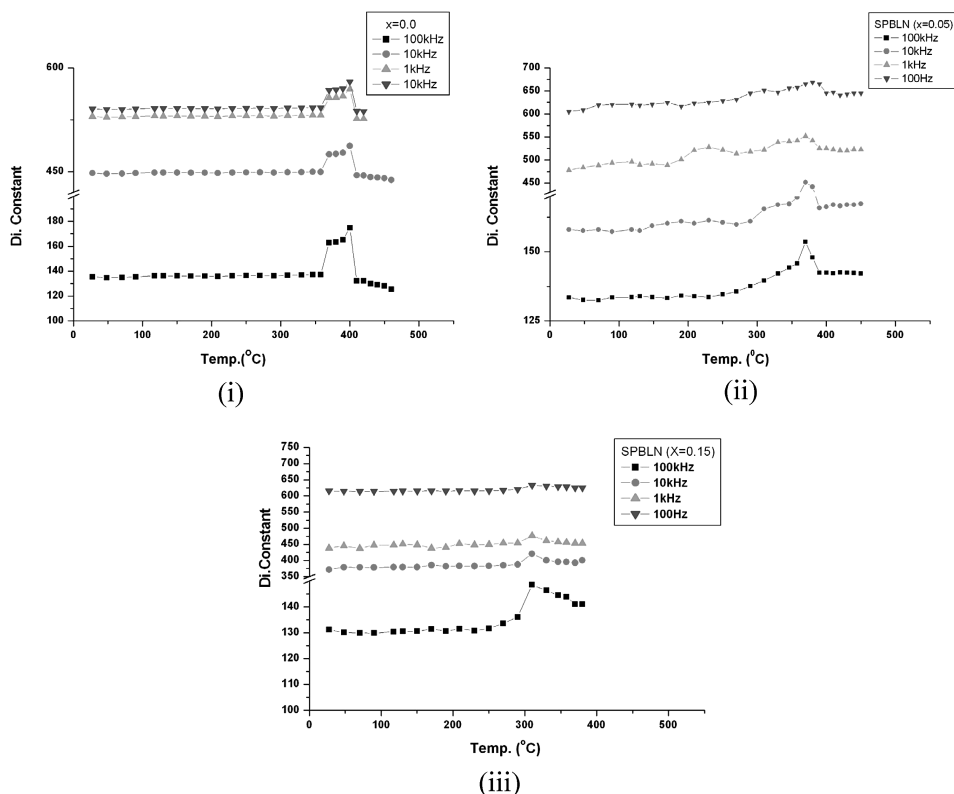 x=0.0
100kHz
10kHz
1kHz
10kHz
600
450
180
160
140
120
100
Di. Constant
0 100 200 300 400 500
Temp.(°C)
(i)
SPBLN (x=0.05)
100kHz
10kHz
1kHz
100Hz
700
650
600
550
500
450
150
125
Di. Constant
0 100 200 300 400 500
Temp. (⁰C)
(ii)
SPBLN (X=0.15)
100kHz
10kHz
1kHz
100Hz
750
700
650
600
550
500
450
400
350
140
130
120
110
100
Di.Constant
0 100 200 300 400 500
Temp. (°C)
(iii)